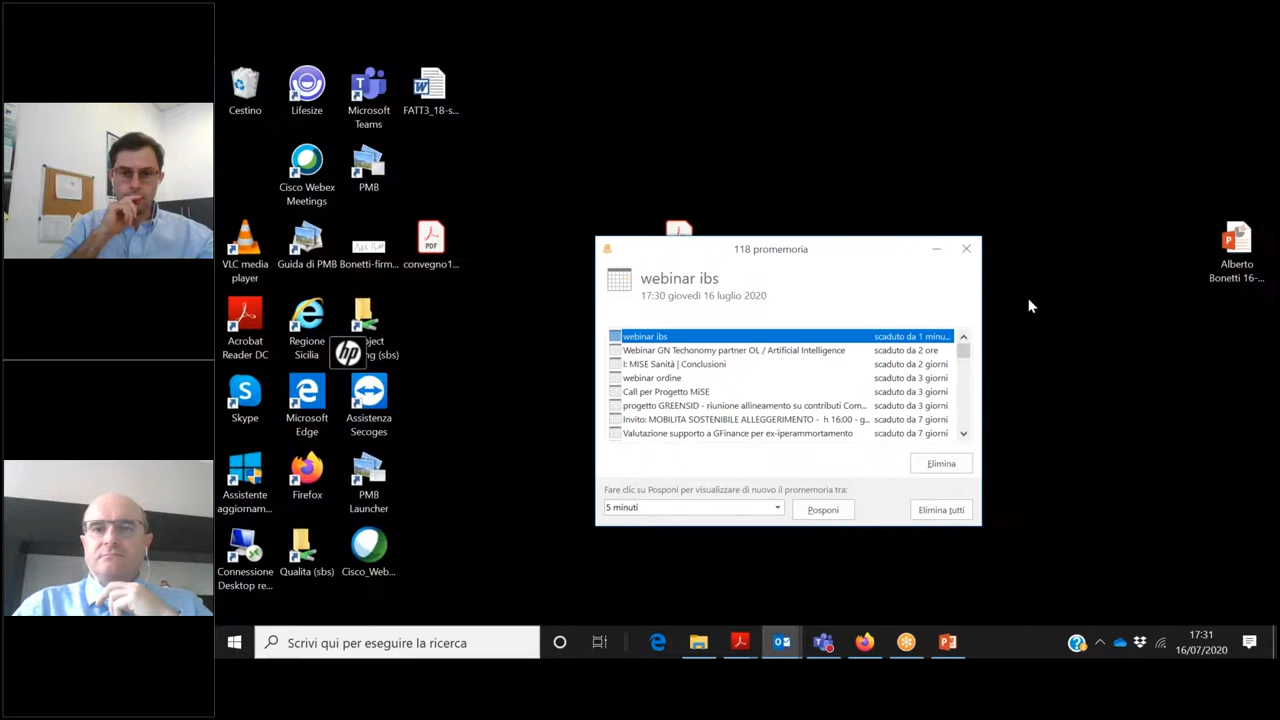 Cestino
Lifesize
Microsoft
Teams
FATT3_18-s...
Cisco Webex
Meetings
PMB
VLC media
player
Guida di PMB
Bonetti-firm...
PDF
convegno1...
Alberto
Bonetti 16-...
Acrobat
Reader DC
Regione
Sicilia
hp
(sbs)
Skype
Microsoft
Edge
Assistenza
Secoges
Assistente
aggiornam...
Firefox
PMB
Launcher
Connessione
Desktop re...
Qualita (sbs)
Cisco_Web...
118 promemoria
webinar ibs
17:30 giovedì 16 luglio 2020
webinar ibs scaduto da 1 minu...
Webinar GN Techonomy partner OL / Artificial Intelligence scaduto da 2 ore
I: MISE Sanità | Conclusioni scaduto da 2 giorni
webinar ordine scaduto da 3 giorni
Call per Progetto MiSE scaduto da 3 giorni
progetto GREENSID - riunione allineamento su contributi Com... scaduto da 3 giorni
Invito: MOBILITA SOSTENIBILE ALLEGGERIMENTO - h 16:00 - g... scaduto da 7 giorni
Valutazione supporto a GFinance per ex-iperammortamento scaduto da 7 giorni
Elimina
Fare clic su Posponi per visualizzare di nuovo il promemoria tra:
5 minuti
Posponi
Elimina tutti
Scrivi qui per eseguire la ricerca
17:31
16/07/2020